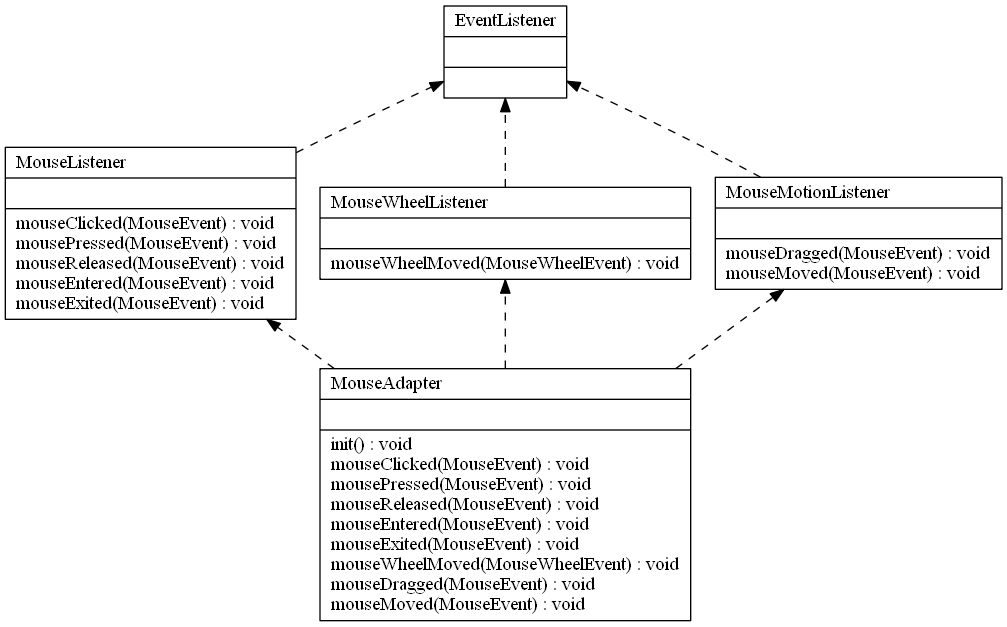 EventListener
MouseListener
mouseClicked(MouseEvent) : void
mousePressed(MouseEvent) : void
mouseReleased(MouseEvent) : void
mouseEntered(MouseEvent) : void
mouseExited(MouseEvent) : void
MouseWheelListener
mouseWheelMoved(MouseWheelEvent) : void
MouseMotionListener
mouseDragged(MouseEvent) : void
mouseMoved(MouseEvent) : void
MouseAdapter
init() : void
mouseClicked(MouseEvent) : void
mousePressed(MouseEvent) : void
mouseReleased(MouseEvent) : void
mouseEntered(MouseEvent) : void
mouseExited(MouseEvent) : void
mouseWheelMoved(MouseWheelEvent) : void
mouseDragged(MouseEvent) : void
mouseMoved(MouseEvent) : void